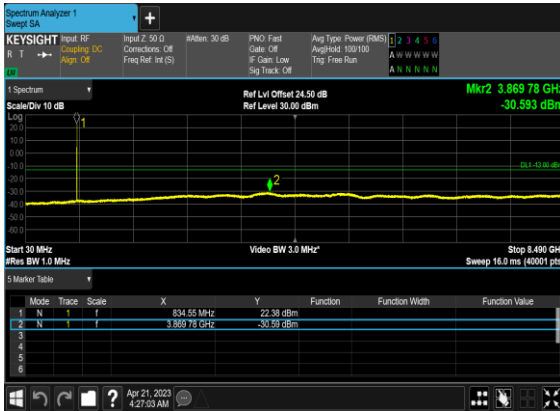 Spectrum Analyzer 1
Swept SA
KEYSIGHT Input: RF Input Z: 50 Ω #Atten: 30 dB PNO: Fast Avg Type: Power (RMS) 1 2 3 4 5 6
R T Coupling: DC Corrections: Off Gate: Off Avg|Hold: 100/100 A W W W W W
Align: Off Freq Ref: Int (S) IF Gain: Low Trig: Free Run
Sig Track: Off A N N N N N
1 Spectrum Ref Lvl Offset 24.50 dB Mkr2 3.869 78 GHz
Scale/Div 10 dB Ref Level 30.00 dBm -30.593 dBm
Log
20.0
10.0
0.00
-10.0
-20.0
-30.0
-40.0
-50.0
-60.0
1
2
DL1 -13.00 dBm
Start 30 MHz Video BW 3.0 MHz* Stop 8.490 GHz
#Res BW 1.0 MHz Sweep 16.0 ms (40001 pts)
5 Marker Table
Mode Trace Scale X Y Function Function Width Function Value
1 N 1 f 834.55 MHz 22.38 dBm
2 N 1 f 3.869 78 GHz -30.59 dBm
3
4
5
6
? Apr 21, 2023
4:27:03 AM